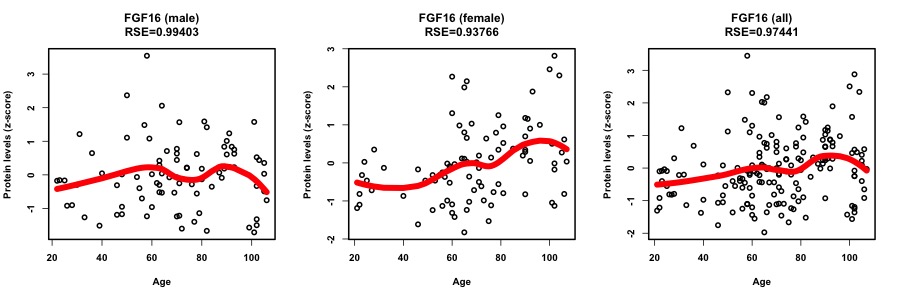 FGF16 (male)
RSE=0.99403
Protein levels (z-score)
3
2
1
0
-1
20
40
60
80
100
Age
FGF16 (female)
RSE=0.93766
Protein levels (z-score)
3
2
1
0
-1
-2
20
40
60
80
100
Age
FGF16 (all)
RSE=0.97441
Protein levels (z-score)
3
2
1
0
-1
-2
20
40
60
80
100
Age